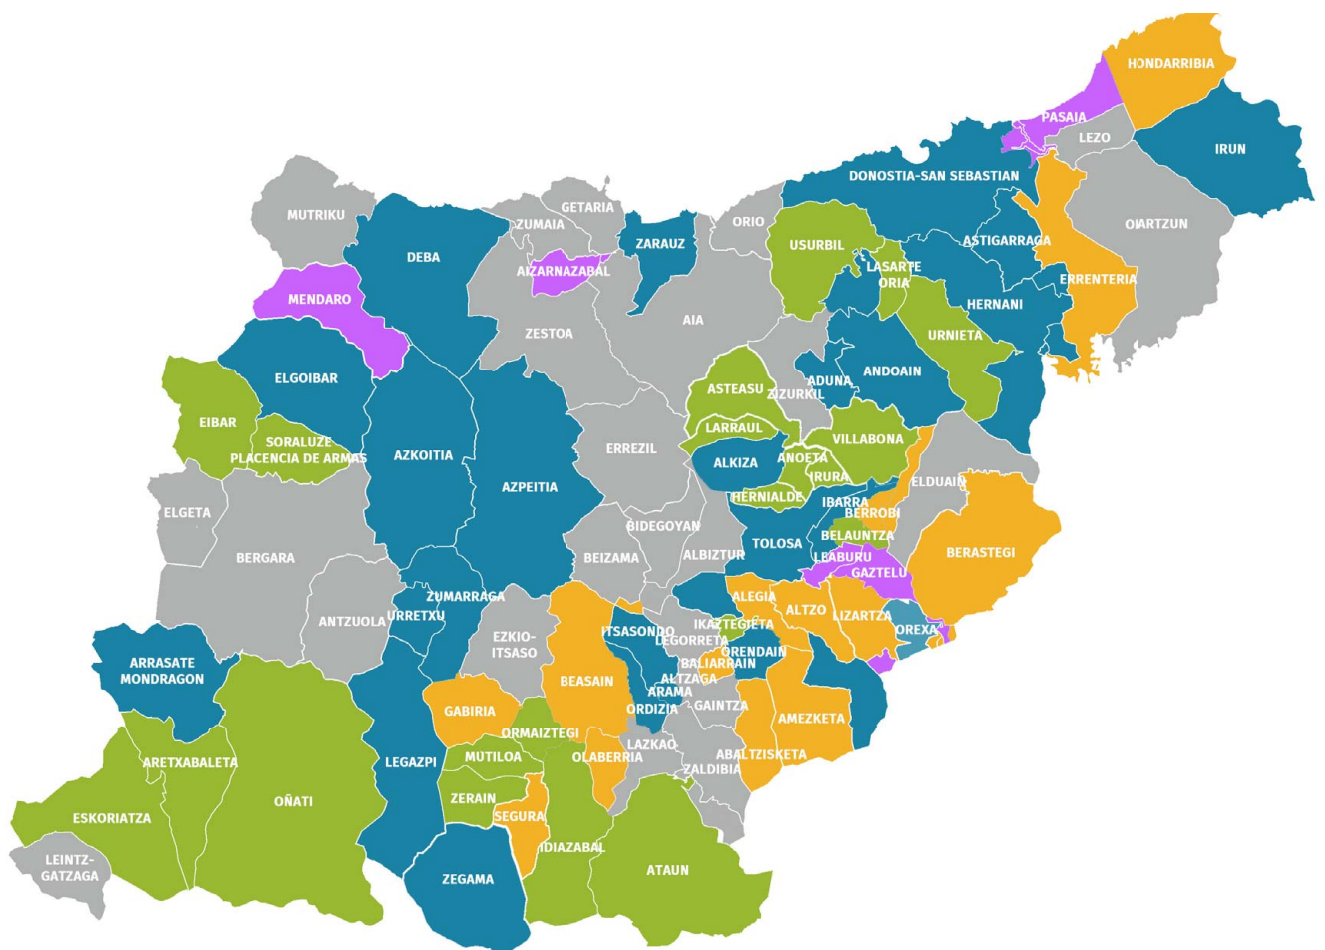 HONDARRIBIA
PASAIA
LEZO
IRUN
DONOSTIA-SAN SEBASTIAN
MUTRIKU
GETARIA
ZUMAIA
ORIO
OIARTZUN
ZARAUZ
USURBIL
ASTIGARRAGA
DEBA
AIZARNAZABAL
LASARTE
ORIA
ERRENTERIA
MENDARO
HERNANI
AIA
ZESTOA
URNIETA
ELGOIBAR
ADUNA
ANDOAIN
ASTEASU
ZIZURKIL
EIBAR
LARRAUL
SORALUZE
PLACENCIA DE ARMAS
VILLABONA
ERREZIL
AZKOITIA
ALKIZA
ANOETA
IRURA
ELDUAIN
AZPEITIA
HERNIALDE
IBARRA
BERROBI
ELGETA
BIDEGOYAN
BELAUNTZA
TOLOSA
BERASTEGI
BERGARA
BEIZAMA
ALBIZTUR
LEABURU
GAZTELU
ZUMARRAGA
ALEGIA
ALTZO
LIZARTZA
ANTZUOLA
URRETXU
IKAZTEGIETA
OREXA
EZKIO-
ITSASO
ITSASONDO
LEGORRETA
ORENDAIN
ARRASATE
MONDRAGON
BALIARRAIN
BEASAIN
ALTZAGA
ARAMA
GABIRIA
ORDIZIA
GAINTZA
AMEZKETA
ORMAIZTEGI
LAZKAO
ARETXABALETA
LEGAZPI
MUTILOA
OLABERRIA
ABALTZISKETA
ZALDIBIA
OÑATI
ZERAIN
SEGURA
ESKORIATZA
IDIAZABAL
LEINTZ-
GATZAGA
ZEGAMA
ATAUN